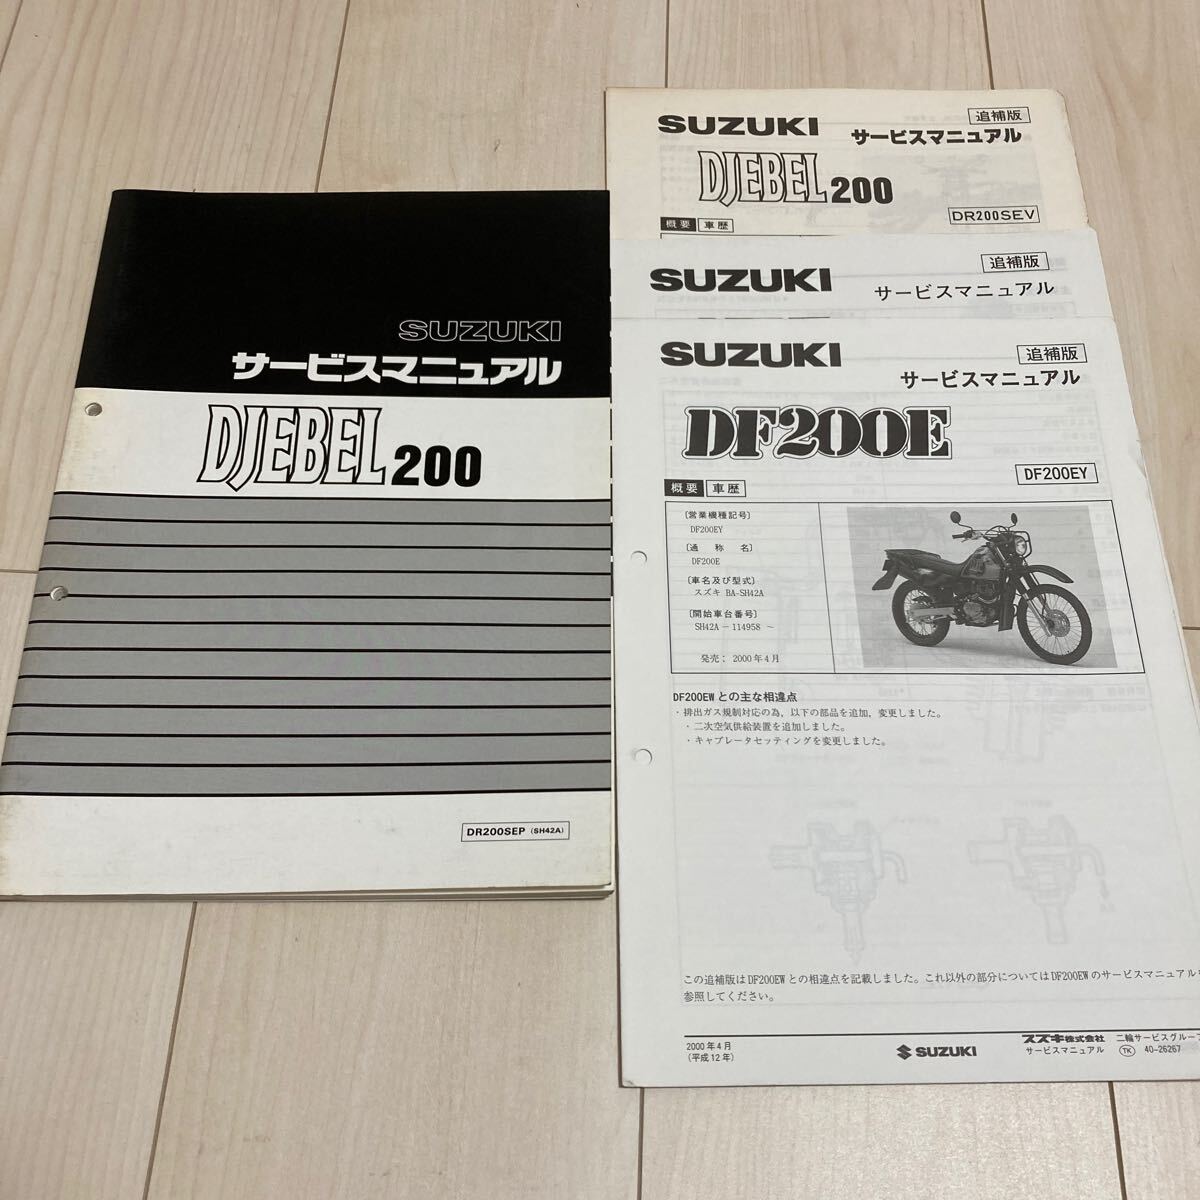 SUZUKI
サービスマニュアル
DJEBEL 200
DR200SEP (SH42A)
SUZUKI
追補版
サービスマニュアル
DJEBEL 200
DR200SEV
概要 車歴
SUZUKI
追補版
サービスマニュアル
SUZUKI
追補版
サービスマニュアル
DF200E
DF200EY
概要 車歴
〔営業機種記号〕
DF200EY
〔通 称 名〕
DF200E
〔車名及び型式〕
スズキ BA-SH42A
〔開始車台番号〕
SH42A－114958 ～
発売： 2000年4月
DF200EWとの主な相違点
・排出ガス規制対応の為，以下の部品を追加，変更しました。
・二次空気供給装置を追加しました。
・キャブレータセッティングを変更しました。
この追補版はDF200EWとの相違点を記載しました。これ以外の部分についてはDF200EWのサービスマニュアルを
参照してください。
2000年4月
(平成12年)
SUZUKI
スズキ株式会社 二輪サービスグループ
サービスマニュアル TK 40-26267